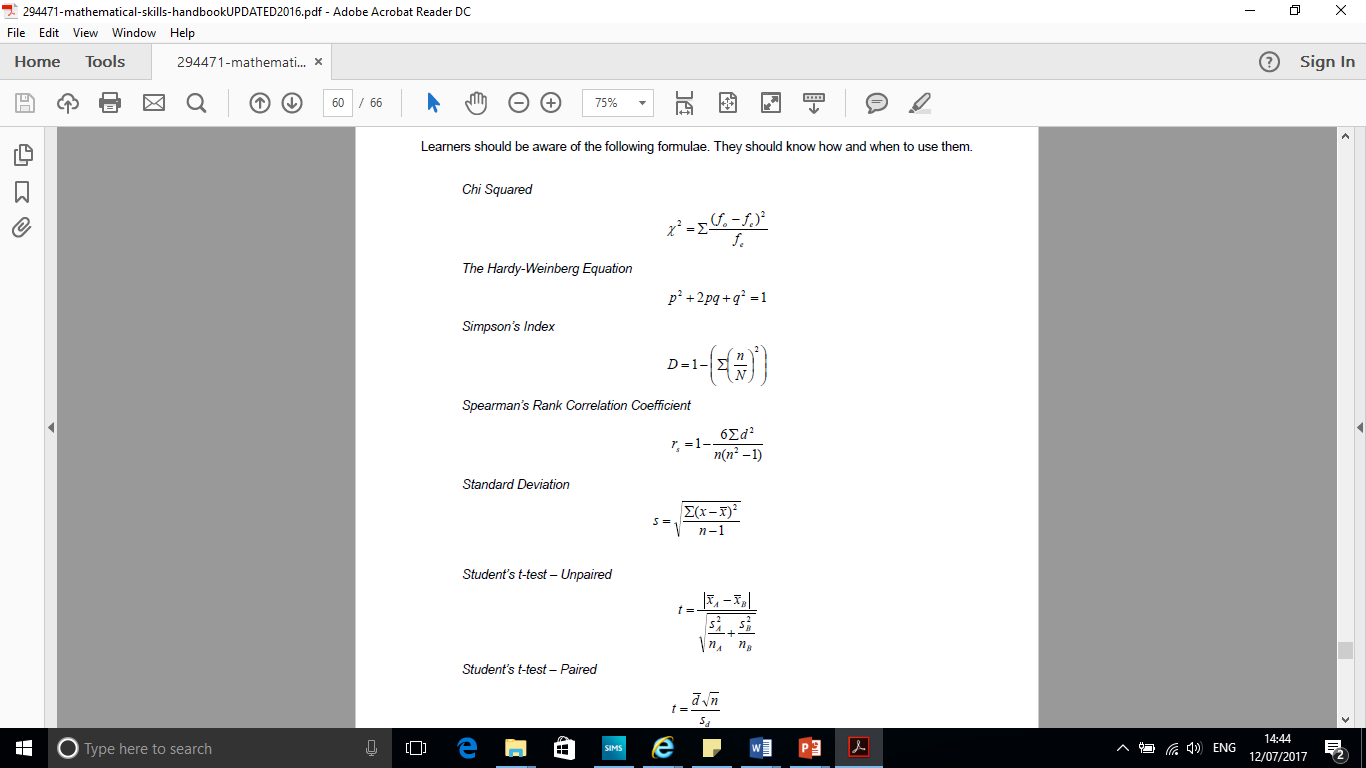 294471-mathematical-skills-handbookUPDATED2016.pdf - Adobe Acrobat Reader DC
File Edit View Window Help
Home Tools 294471-mathemati... × ? Sign In
60 / 66 75%
Learners should be aware of the following formulae. They should know how and when to use them.
Chi Squared
χ² = Σ (fₒ − fₑ)² / fₑ
The Hardy-Weinberg Equation
p² + 2pq + q² = 1
Simpson's Index
D = 1 − (Σ(n/N)²)
Spearman's Rank Correlation Coefficient
rₛ = 1 − 6Σd² / n(n² − 1)
Standard Deviation
s = √(Σ(x − x̅)² / n − 1)
Student's t-test – Unpaired
t = |x̅_A − x̅_B| / √(s²_A / n_A + s²_B / n_B)
Student's t-test – Paired
t = d̅√n / s_d
Type here to search SIMS ENG 14:44
12/07/2017 2